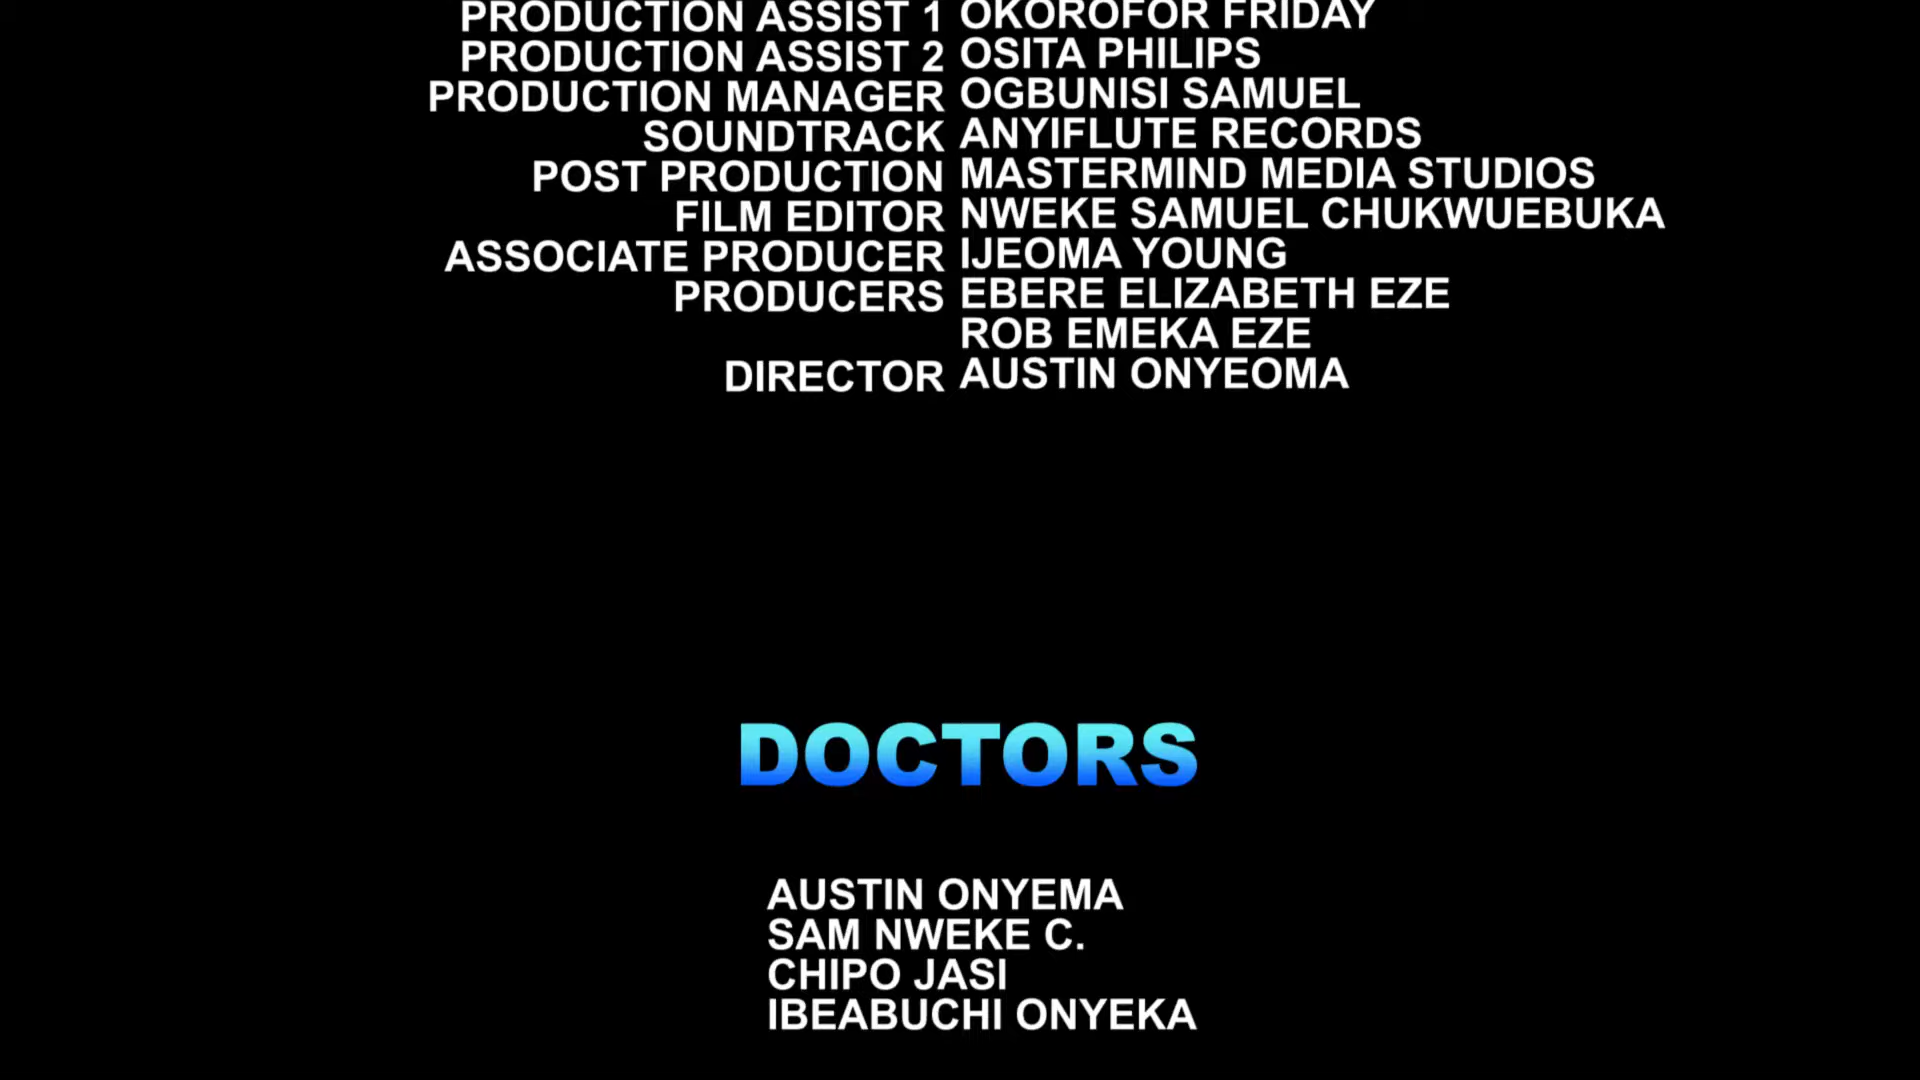 PRODUCTION ASSIST 1 OKOROFOR FRIDAY
PRODUCTION ASSIST 2 OSITA PHILIPS
PRODUCTION MANAGER OGBUNISI SAMUEL
SOUNDTRACK ANYIFLUTE RECORDS
POST PRODUCTION MASTERMIND MEDIA STUDIOS
FILM EDITOR NWEKE SAMUEL CHUKWUEBUKA
ASSOCIATE PRODUCER IJEOMA YOUNG
PRODUCERS EBERE ELIZABETH EZE
ROB EMEKA EZE
DIRECTOR AUSTIN ONYEOMA
DOCTORS
AUSTIN ONYEMA
SAM NWEKE C.
CHIPO JASI
IBEABUCHI ONYEKA